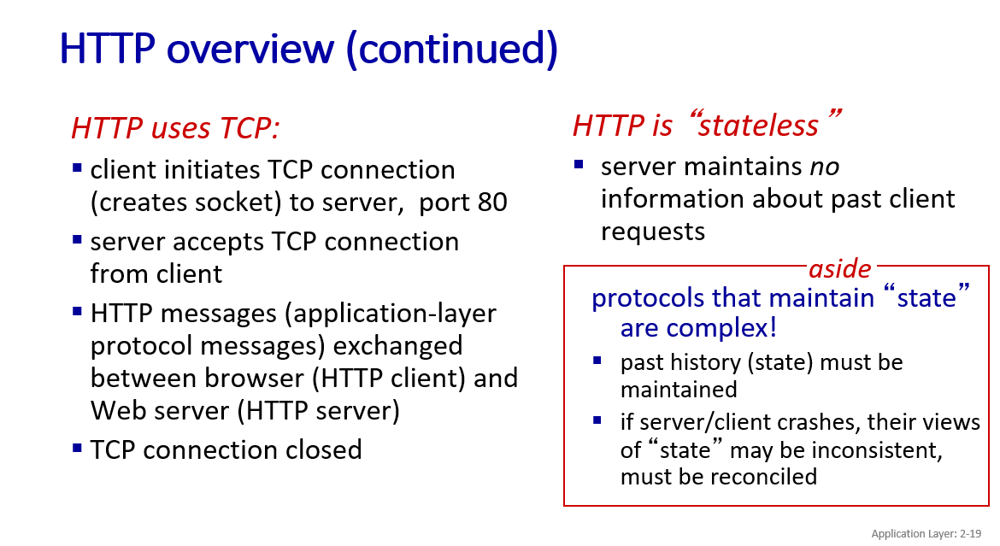 HTTP overview (continued)
HTTP uses TCP:
▪ client initiates TCP connection
(creates socket) to server,  port 80
▪ server accepts TCP connection
from client
▪ HTTP messages (application-layer
protocol messages) exchanged
between browser (HTTP client) and
Web server (HTTP server)
▪ TCP connection closed
HTTP is “stateless”
▪ server maintains no
information about past client
requests
aside
protocols that maintain “state”
are complex!
▪ past history (state) must be
maintained
▪ if server/client crashes, their views
of “state” may be inconsistent,
must be reconciled
Application Layer: 2-19